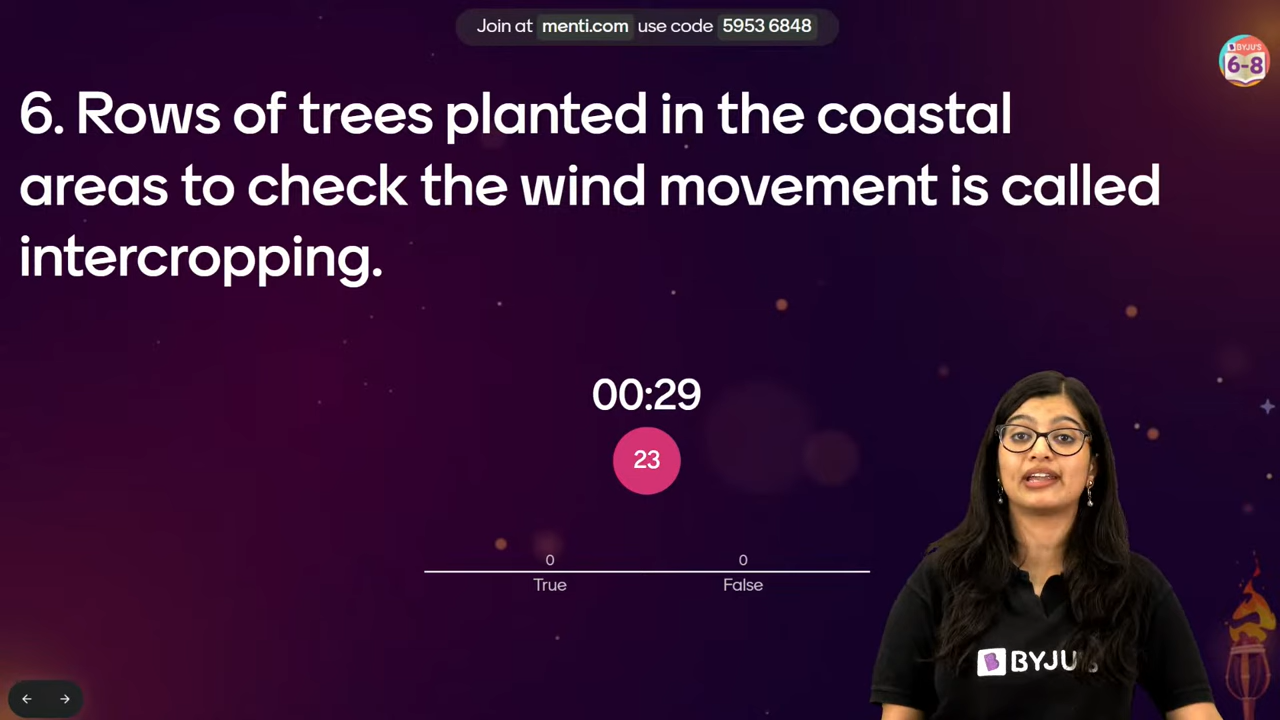 Join at menti.com use code 5953 6848
BYJU'S
6-8
6. Rows of trees planted in the coastal
areas to check the wind movement is called
intercropping.
00:29
23
0 0
True False
BYJU'S